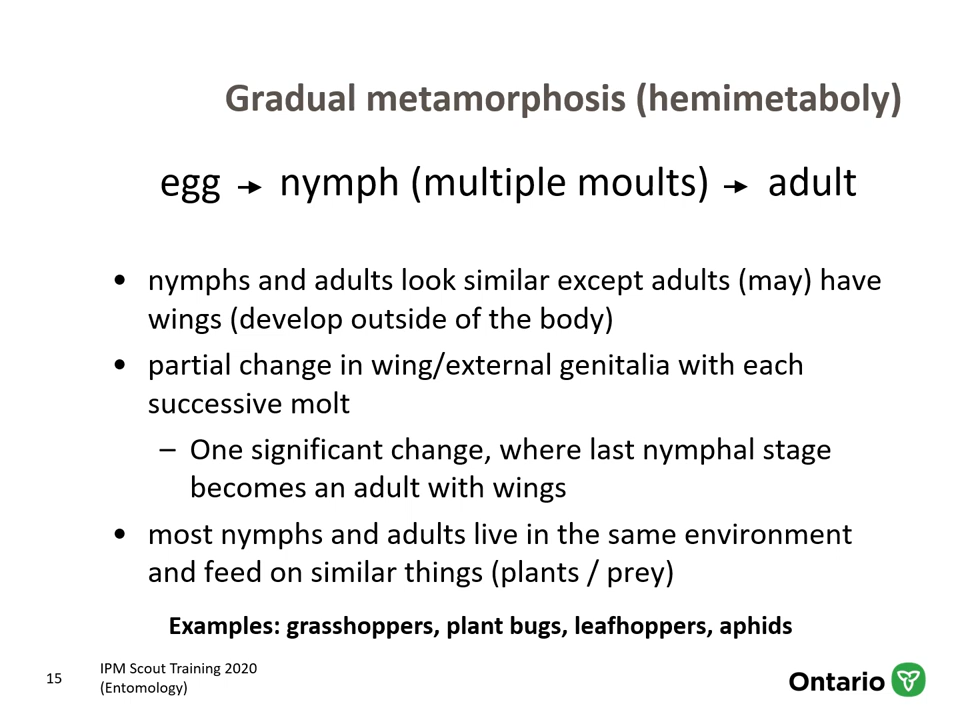 Gradual metamorphosis (hemimetaboly)
egg → nymph (multiple moults) → adult
• nymphs and adults look similar except adults (may) have
wings (develop outside of the body)
• partial change in wing/external genitalia with each
successive molt
– One significant change, where last nymphal stage
becomes an adult with wings
• most nymphs and adults live in the same environment
and feed on similar things (plants / prey)
Examples: grasshoppers, plant bugs, leafhoppers, aphids
15
IPM Scout Training 2020
(Entomology)
Ontario